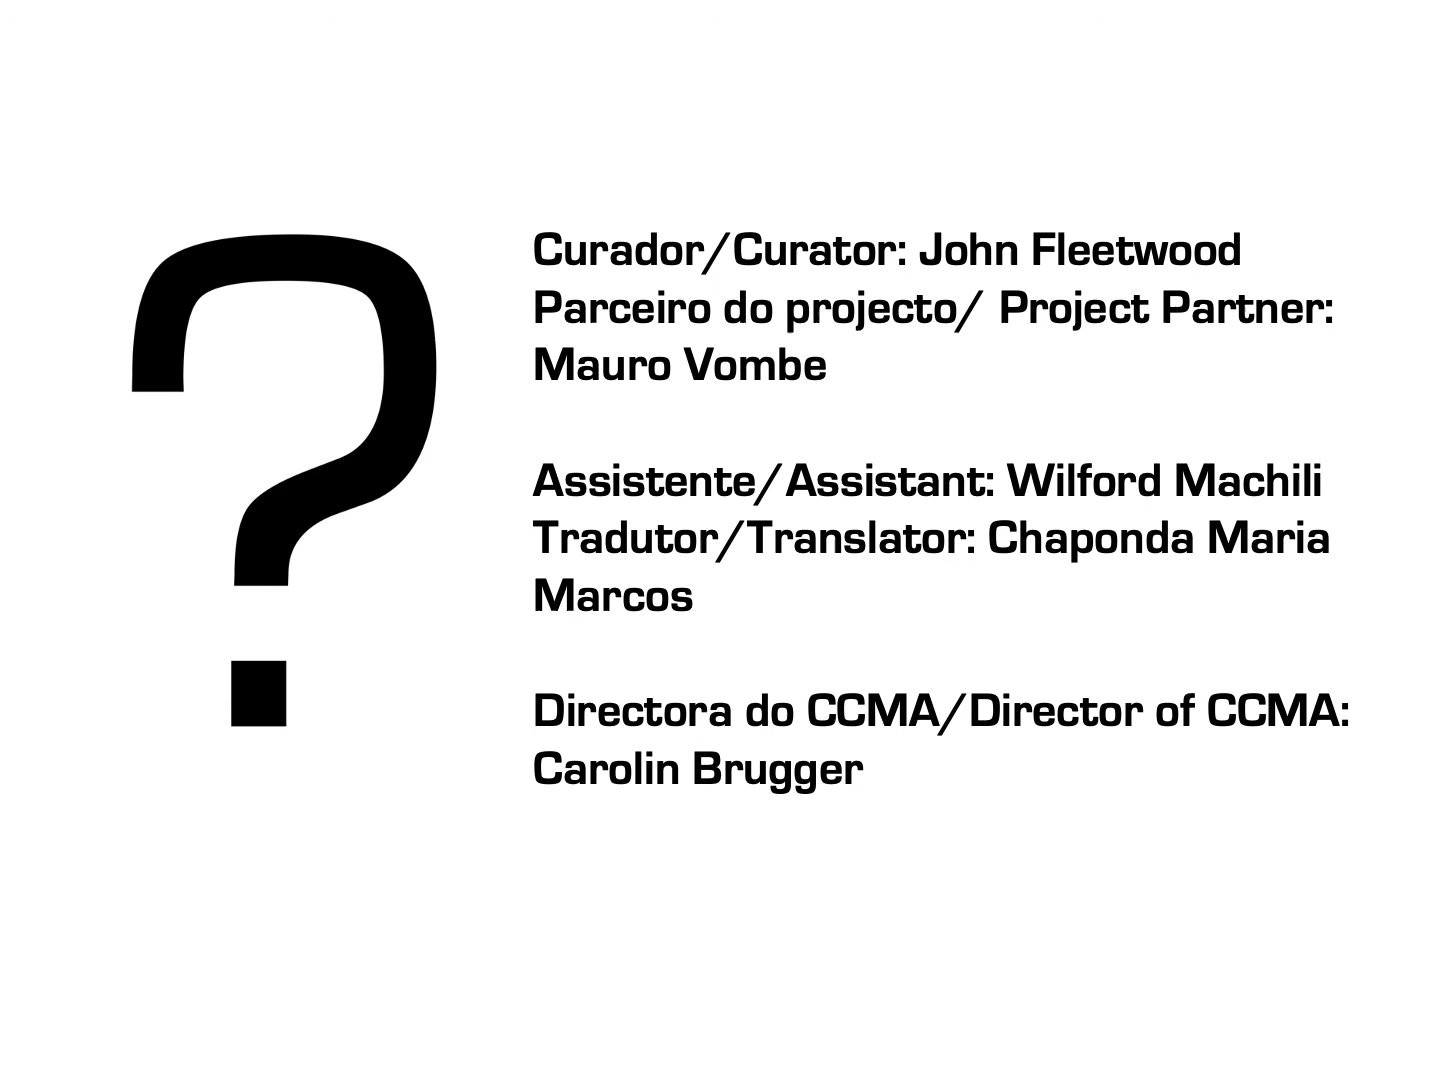 ?
Curador/Curator: John Fleetwood
Parceiro do projecto/ Project Partner:
Mauro Vombe
Assistente/Assistant: Wilford Machili
Tradutor/Translator: Chaponda Maria
Marcos
Directora do CCMA/Director of CCMA:
Carolin Brugger